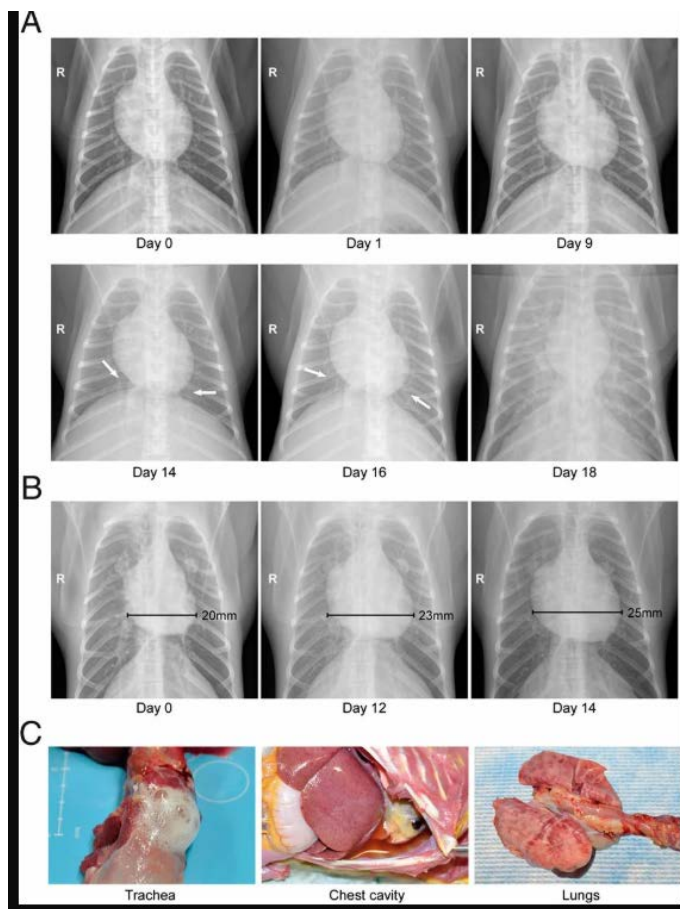 A
R
R
R
Day 0
Day 1
Day 9
R
R
R
Day 14
Day 16
Day 18
B
R
20mm
R
23mm
R
25mm
Day 0
Day 12
Day 14
C
Trachea
Chest cavity
Lungs